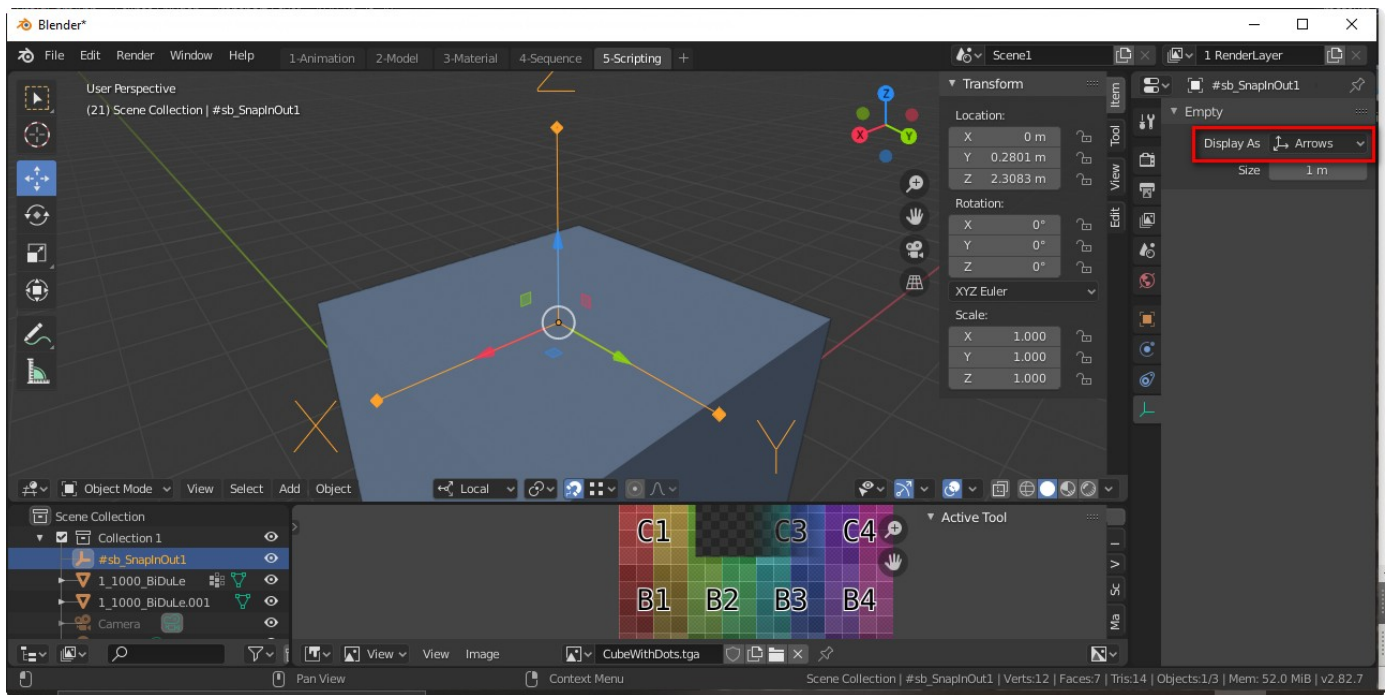 Blender*
File Edit Render Window Help 1-Animation 2-Model 3-Material 4-Sequence 5-Scripting + Scene1 1 RenderLayer
User Perspective
(21) Scene Collection | #sb_SnapInOut1
Z
X
Y
Z
X
Y
Transform
Location:
X 0 m
Y 0.2801 m
Z 2.3083 m
Rotation:
X 0°
Y 0°
Z 0°
XYZ Euler
Scale:
X 1.000
Y 1.000
Z 1.000
Item
Tool
View
Edit
#sb_SnapInOut1
Empty
Display As Arrows
Size 1 m
Object Mode View Select Add Object Local
Scene Collection
Collection 1
#sb_SnapInOut1
1_1000_BiDuLe
1_1000_BiDuLe.001
Camera
C1 C3 C4
B1 B2 B3 B4
Active Tool
V
Sc
Ma
View View Image CubeWithDots.tga
Pan View Context Menu Scene Collection | #sb_SnapInOut1 | Verts:12 | Faces:7 | Tris:14 | Objects:1/3 | Mem: 52.0 MiB | v2.82.7